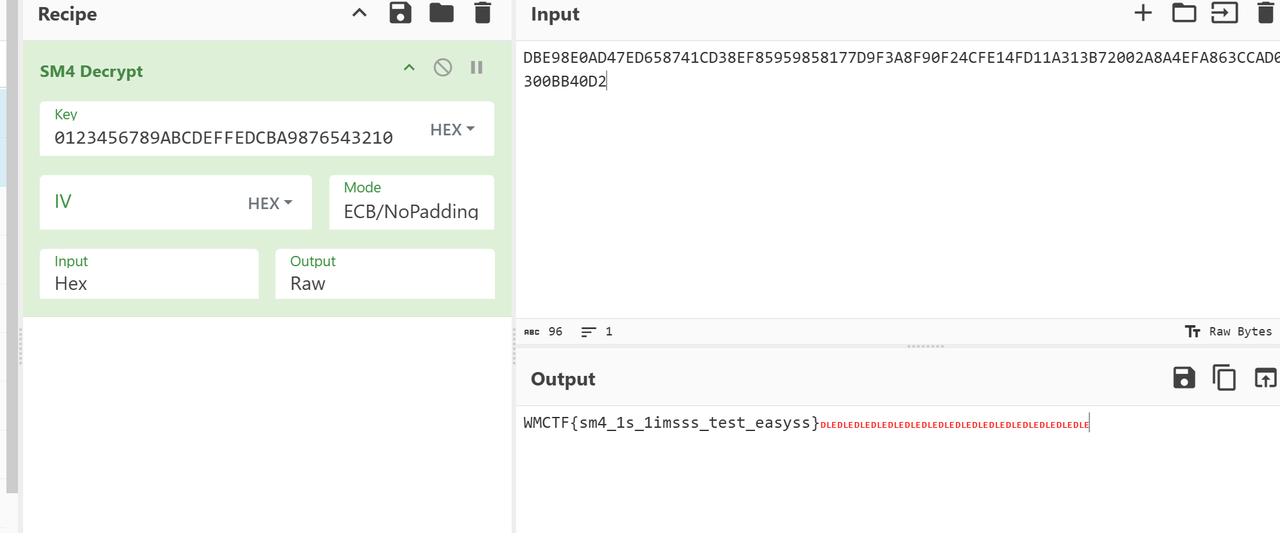 Recipe
Input
SM4 Decrypt
Key
0123456789ABCDEFFEDCBA9876543210 HEX
IV HEX
Mode
ECB/NoPadding
Input
Hex
Output
Raw
DBE98E0AD47ED658741CD38EF85959858177D9F3A8F90F24CFE14FD11A313B72002A8A4EFA863CCAD0
300BB40D2
ABC 96 1 Tт Raw Bytes
Output
WMCTF{sm4_1s_1imsss_test_easyss}DLEDLEDLEDLEDLEDLEDLEDLEDLEDLEDLEDLEDLEDLEDLEDLE